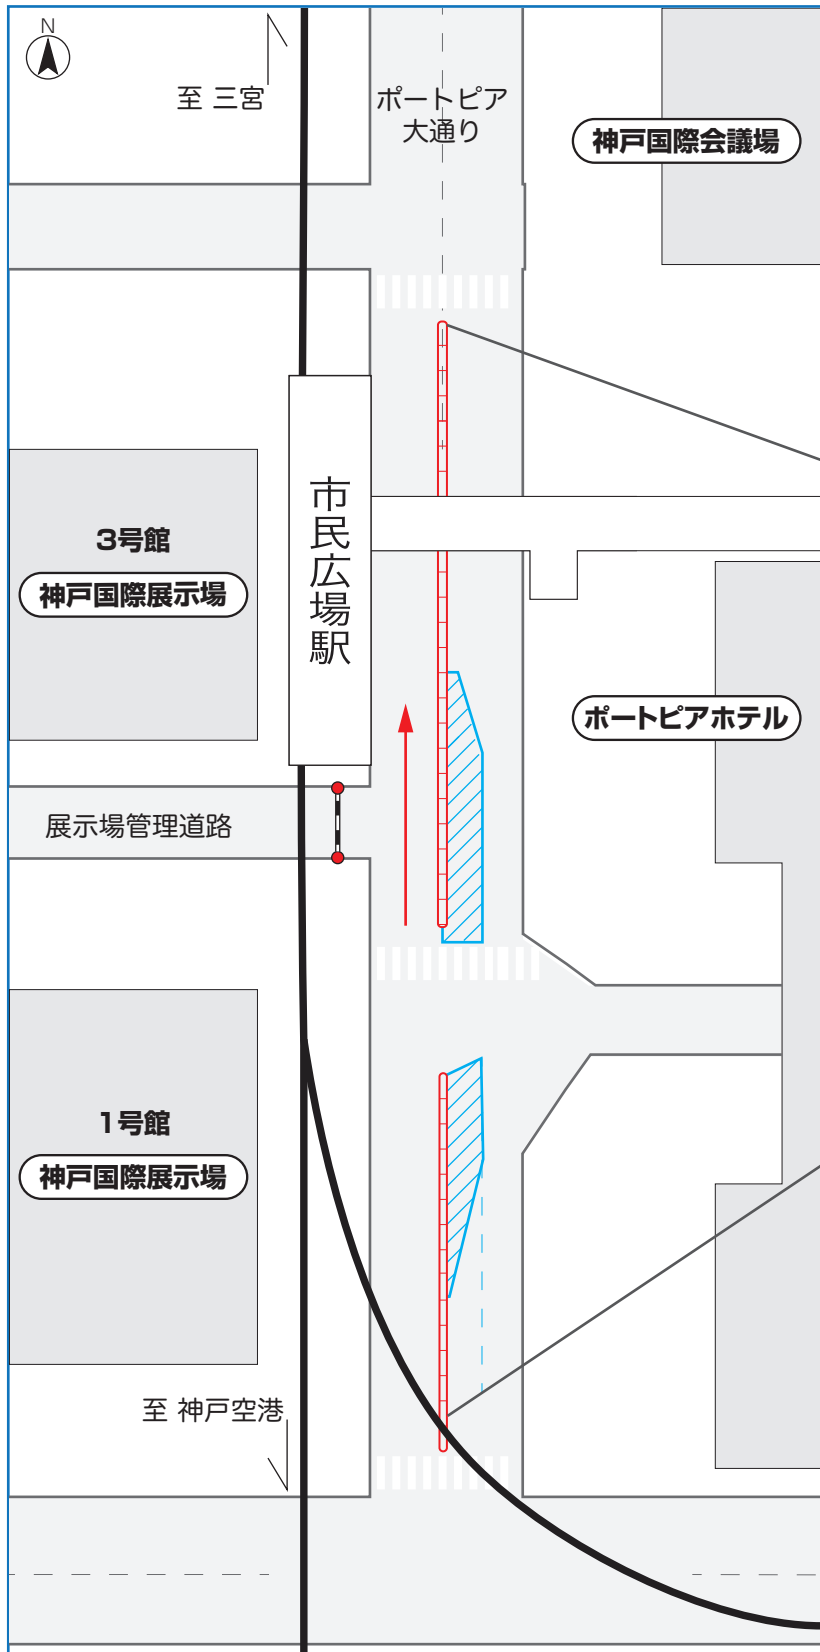 N
至 三宮
ポートピア
大通り
神戸国際会議場
3号館
神戸国際展示場
市民広場駅
ポートピアホテル
展示場管理道路
1号館
神戸国際展示場
至 神戸空港